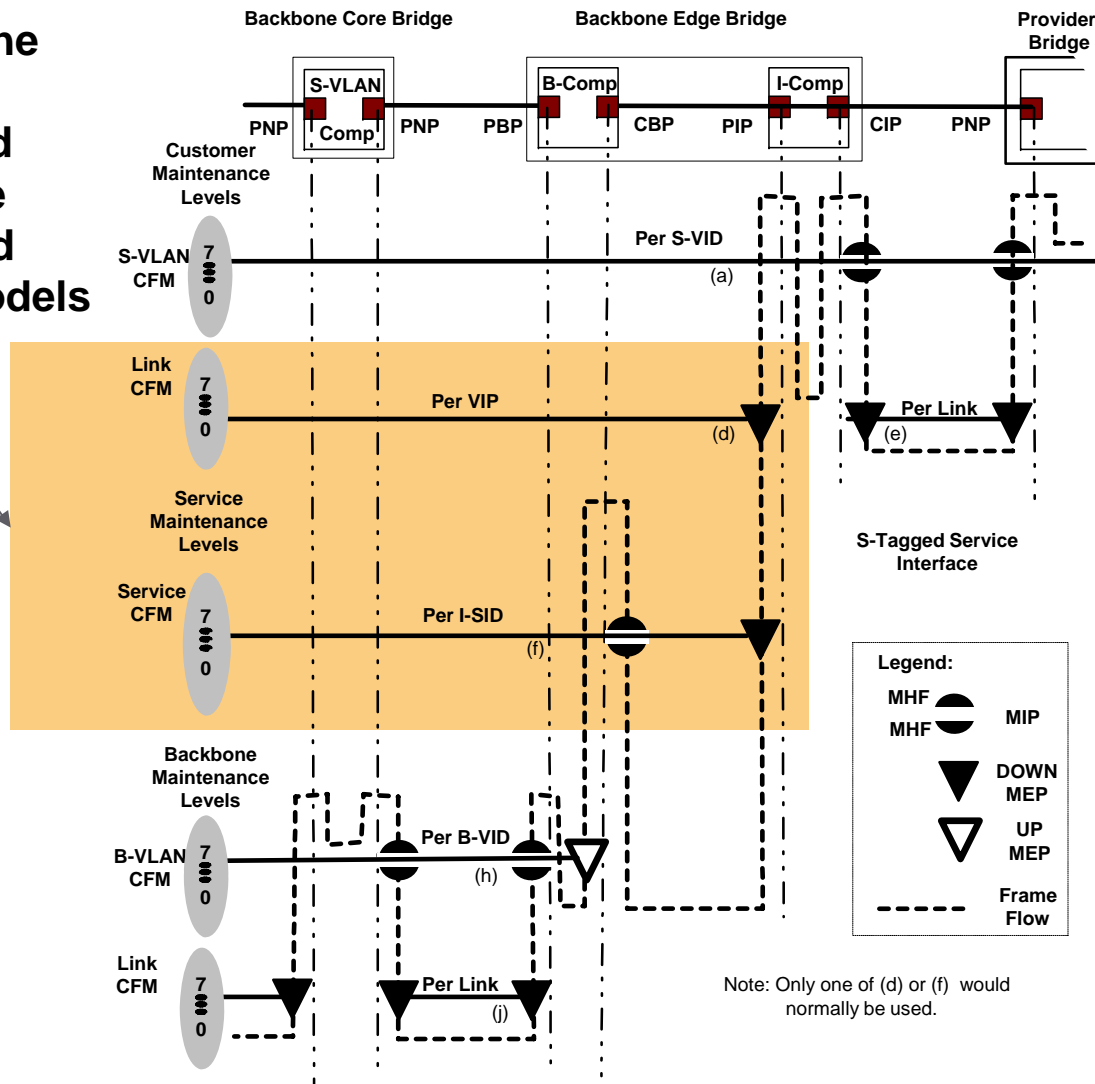 Backbone Core Bridge
Backbone Edge Bridge
Provider
Bridge
S-VLAN
Comp
B-Comp
I-Comp
PNP
PNP
PBP
CBP
PIP
CIP
PNP
Customer
Maintenance
Levels
S-VLAN
CFM
7
0
Per S-VID
(a)
Link
CFM
7
0
Per VIP
(d)
Per Link
(e)
Service
Maintenance
Levels
S-Tagged Service
Interface
Service
CFM
7
0
Per I-SID
(f)
Legend:
MHF
MHF
MIP
DOWN
MEP
UP
MEP
Frame
Flow
Backbone
Maintenance
Levels
B-VLAN
CFM
7
0
Per B-VID
(h)
Link
CFM
7
0
Per Link
(j)
Note: Only one of (d) or (f) would
normally be used.